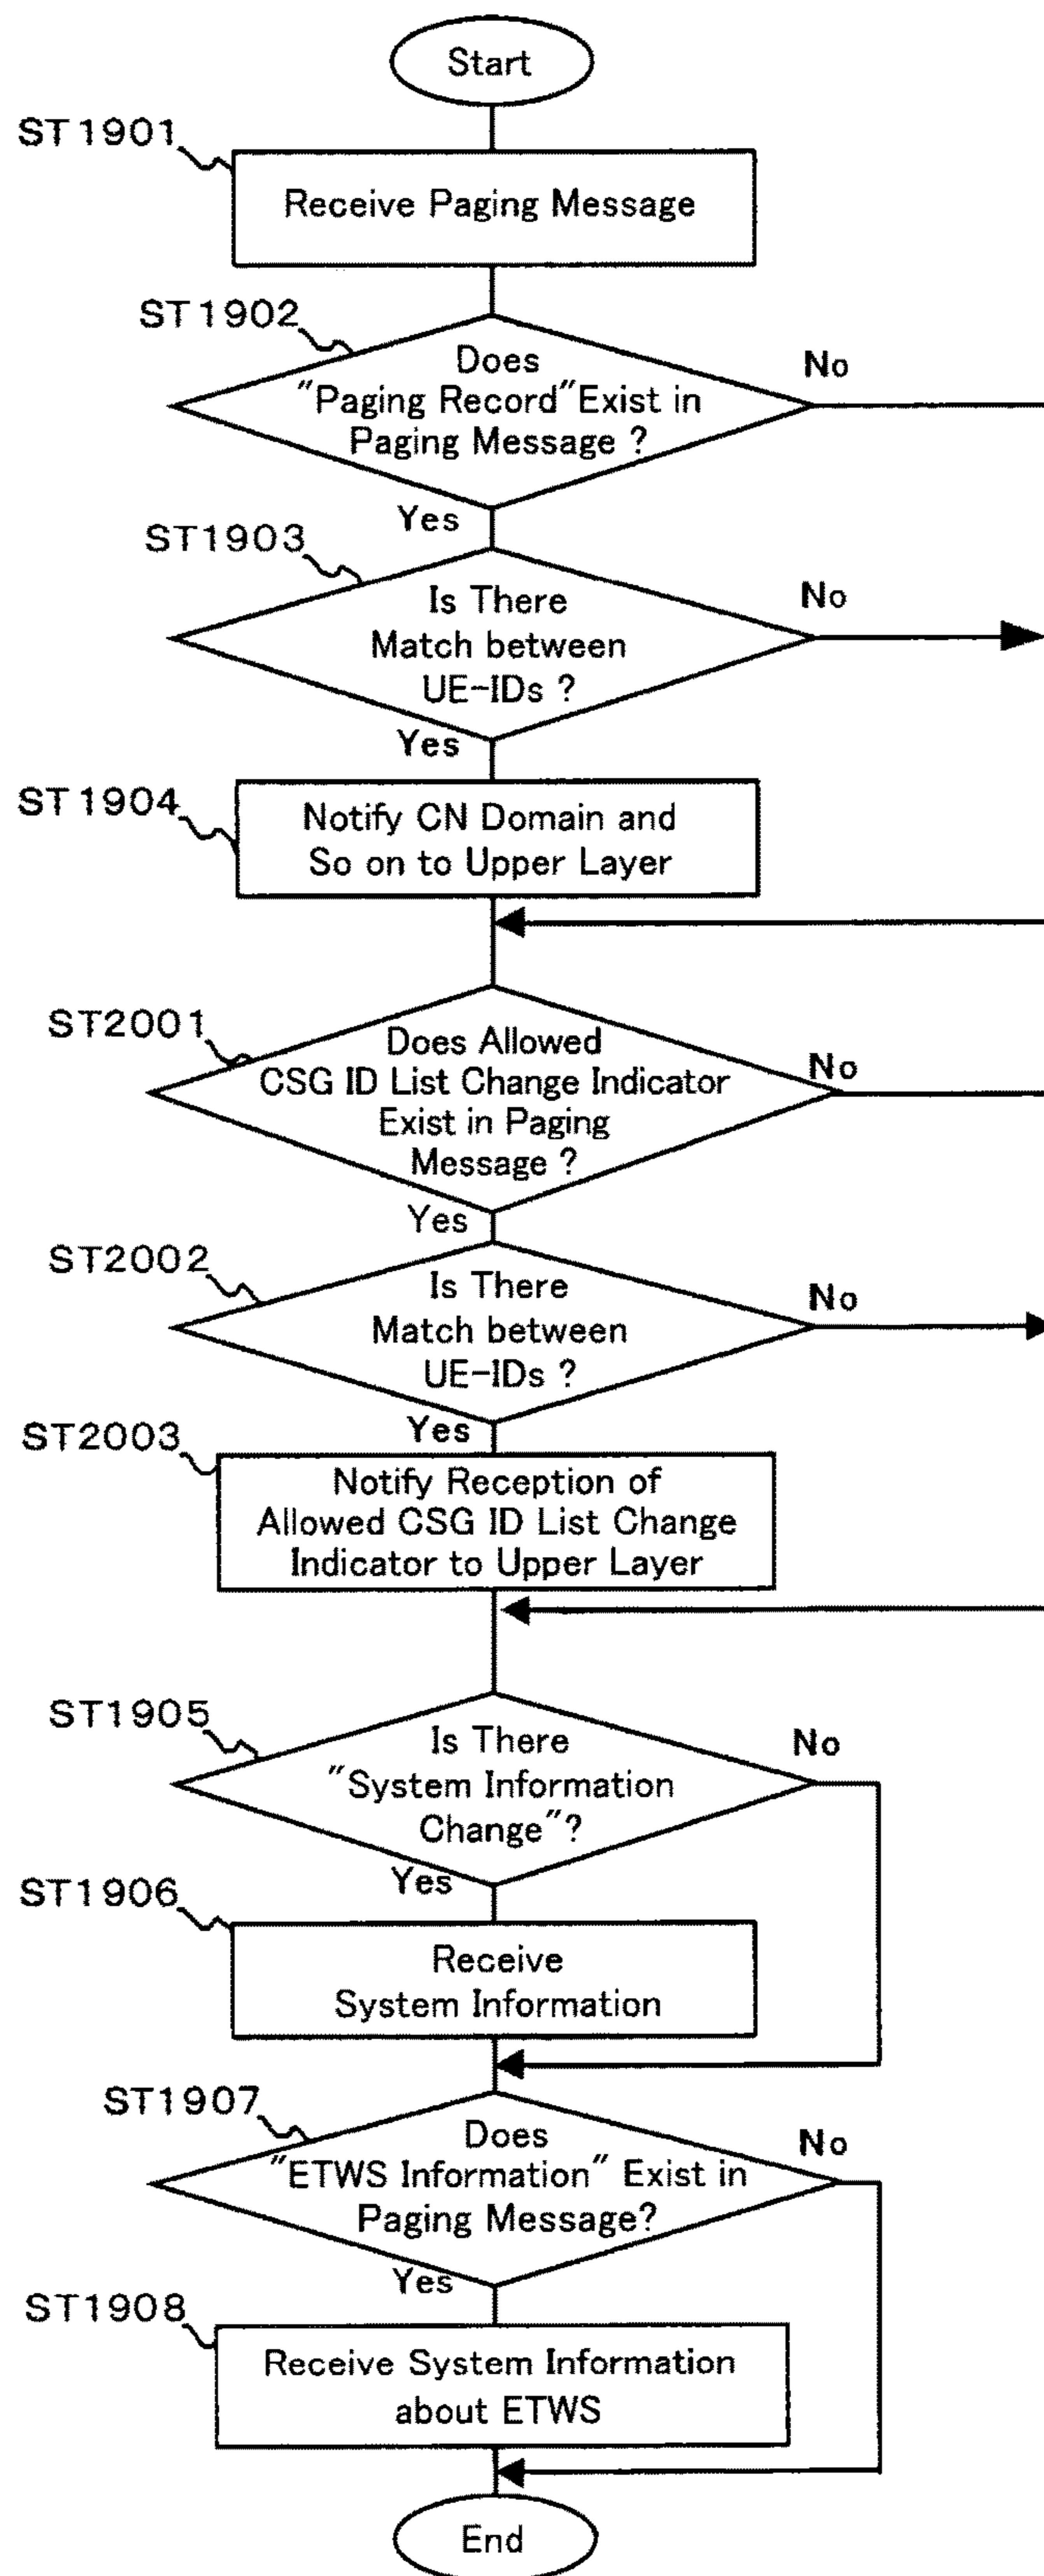 Start
ST1901
Receive Paging Message
ST1902
Does
"Paging Record"Exist in
Paging Message ?
No
Yes
ST1903
Is There
Match between
UE-IDs ?
No
Yes
ST1904
Notify CN Domain and
So on to Upper Layer
ST2001
Does Allowed
CSG ID List Change Indicator
Exist in Paging
Message ?
No
Yes
ST2002
Is There
Match between
UE-IDs ?
No
Yes
ST2003
Notify Reception of
Allowed CSG ID List Change
Indicator to Upper Layer
ST1905
Is There
"System Information
Change"?
No
Yes
ST1906
Receive
System Information
ST1907
Does
"ETWS Information" Exist in
Paging Message?
No
Yes
ST1908
Receive System Information
about ETWS
End